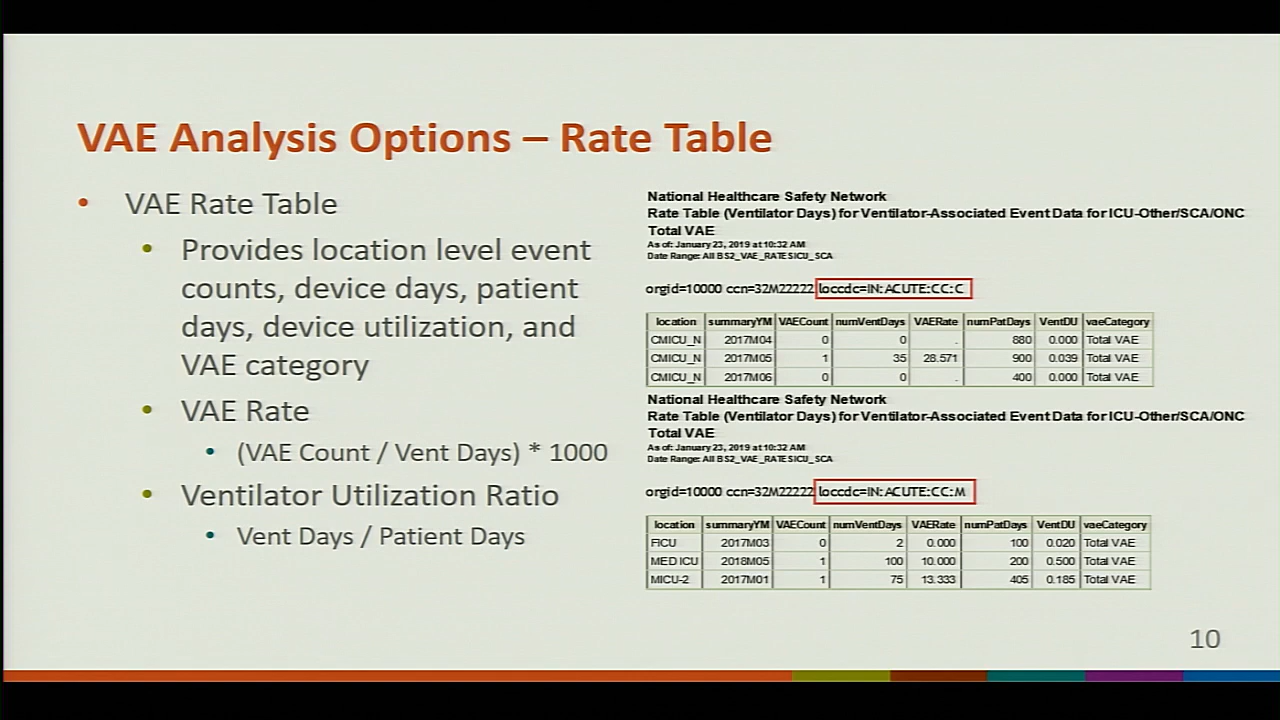 VAE Analysis Options – Rate Table
• VAE Rate Table
• Provides location level event
counts, device days, patient
days, device utilization, and
VAE category
• VAE Rate
• (VAE Count / Vent Days) * 1000
• Ventilator Utilization Ratio
• Vent Days / Patient Days
National Healthcare Safety Network
Rate Table (Ventilator Days) for Ventilator-Associated Event Data for ICU-Other/SCA/ONC
Total VAE
As of: January 23, 2019 at 10:32 AM
Date Range: All BS2_VAE_RATESICU_SCA
orgid=10000 ccn=32M22222 loccdc=IN:ACUTE:CC:C
location summaryYM VAECount numVentDays VAERate numPatDays VentDU vaeCategory
CMICU_N 2017M04 0 0 . 880 0.000 Total VAE
CMICU_N 2017M05 1 35 28.571 900 0.039 Total VAE
CMICU_N 2017M06 0 0 . 400 0.000 Total VAE
National Healthcare Safety Network
Rate Table (Ventilator Days) for Ventilator-Associated Event Data for ICU-Other/SCA/ONC
Total VAE
As of: January 23, 2019 at 10:32 AM
Date Range: All BS2_VAE_RATESICU_SCA
orgid=10000 ccn=32M22222 loccdc=IN:ACUTE:CC:M
location summaryYM VAECount numVentDays VAERate numPatDays VentDU vaeCategory
FICU 2017M03 0 2 0.000 100 0.020 Total VAE
MED ICU 2018M05 1 100 10.000 200 0.500 Total VAE
MICU-2 2017M01 1 75 13.333 405 0.185 Total VAE
10